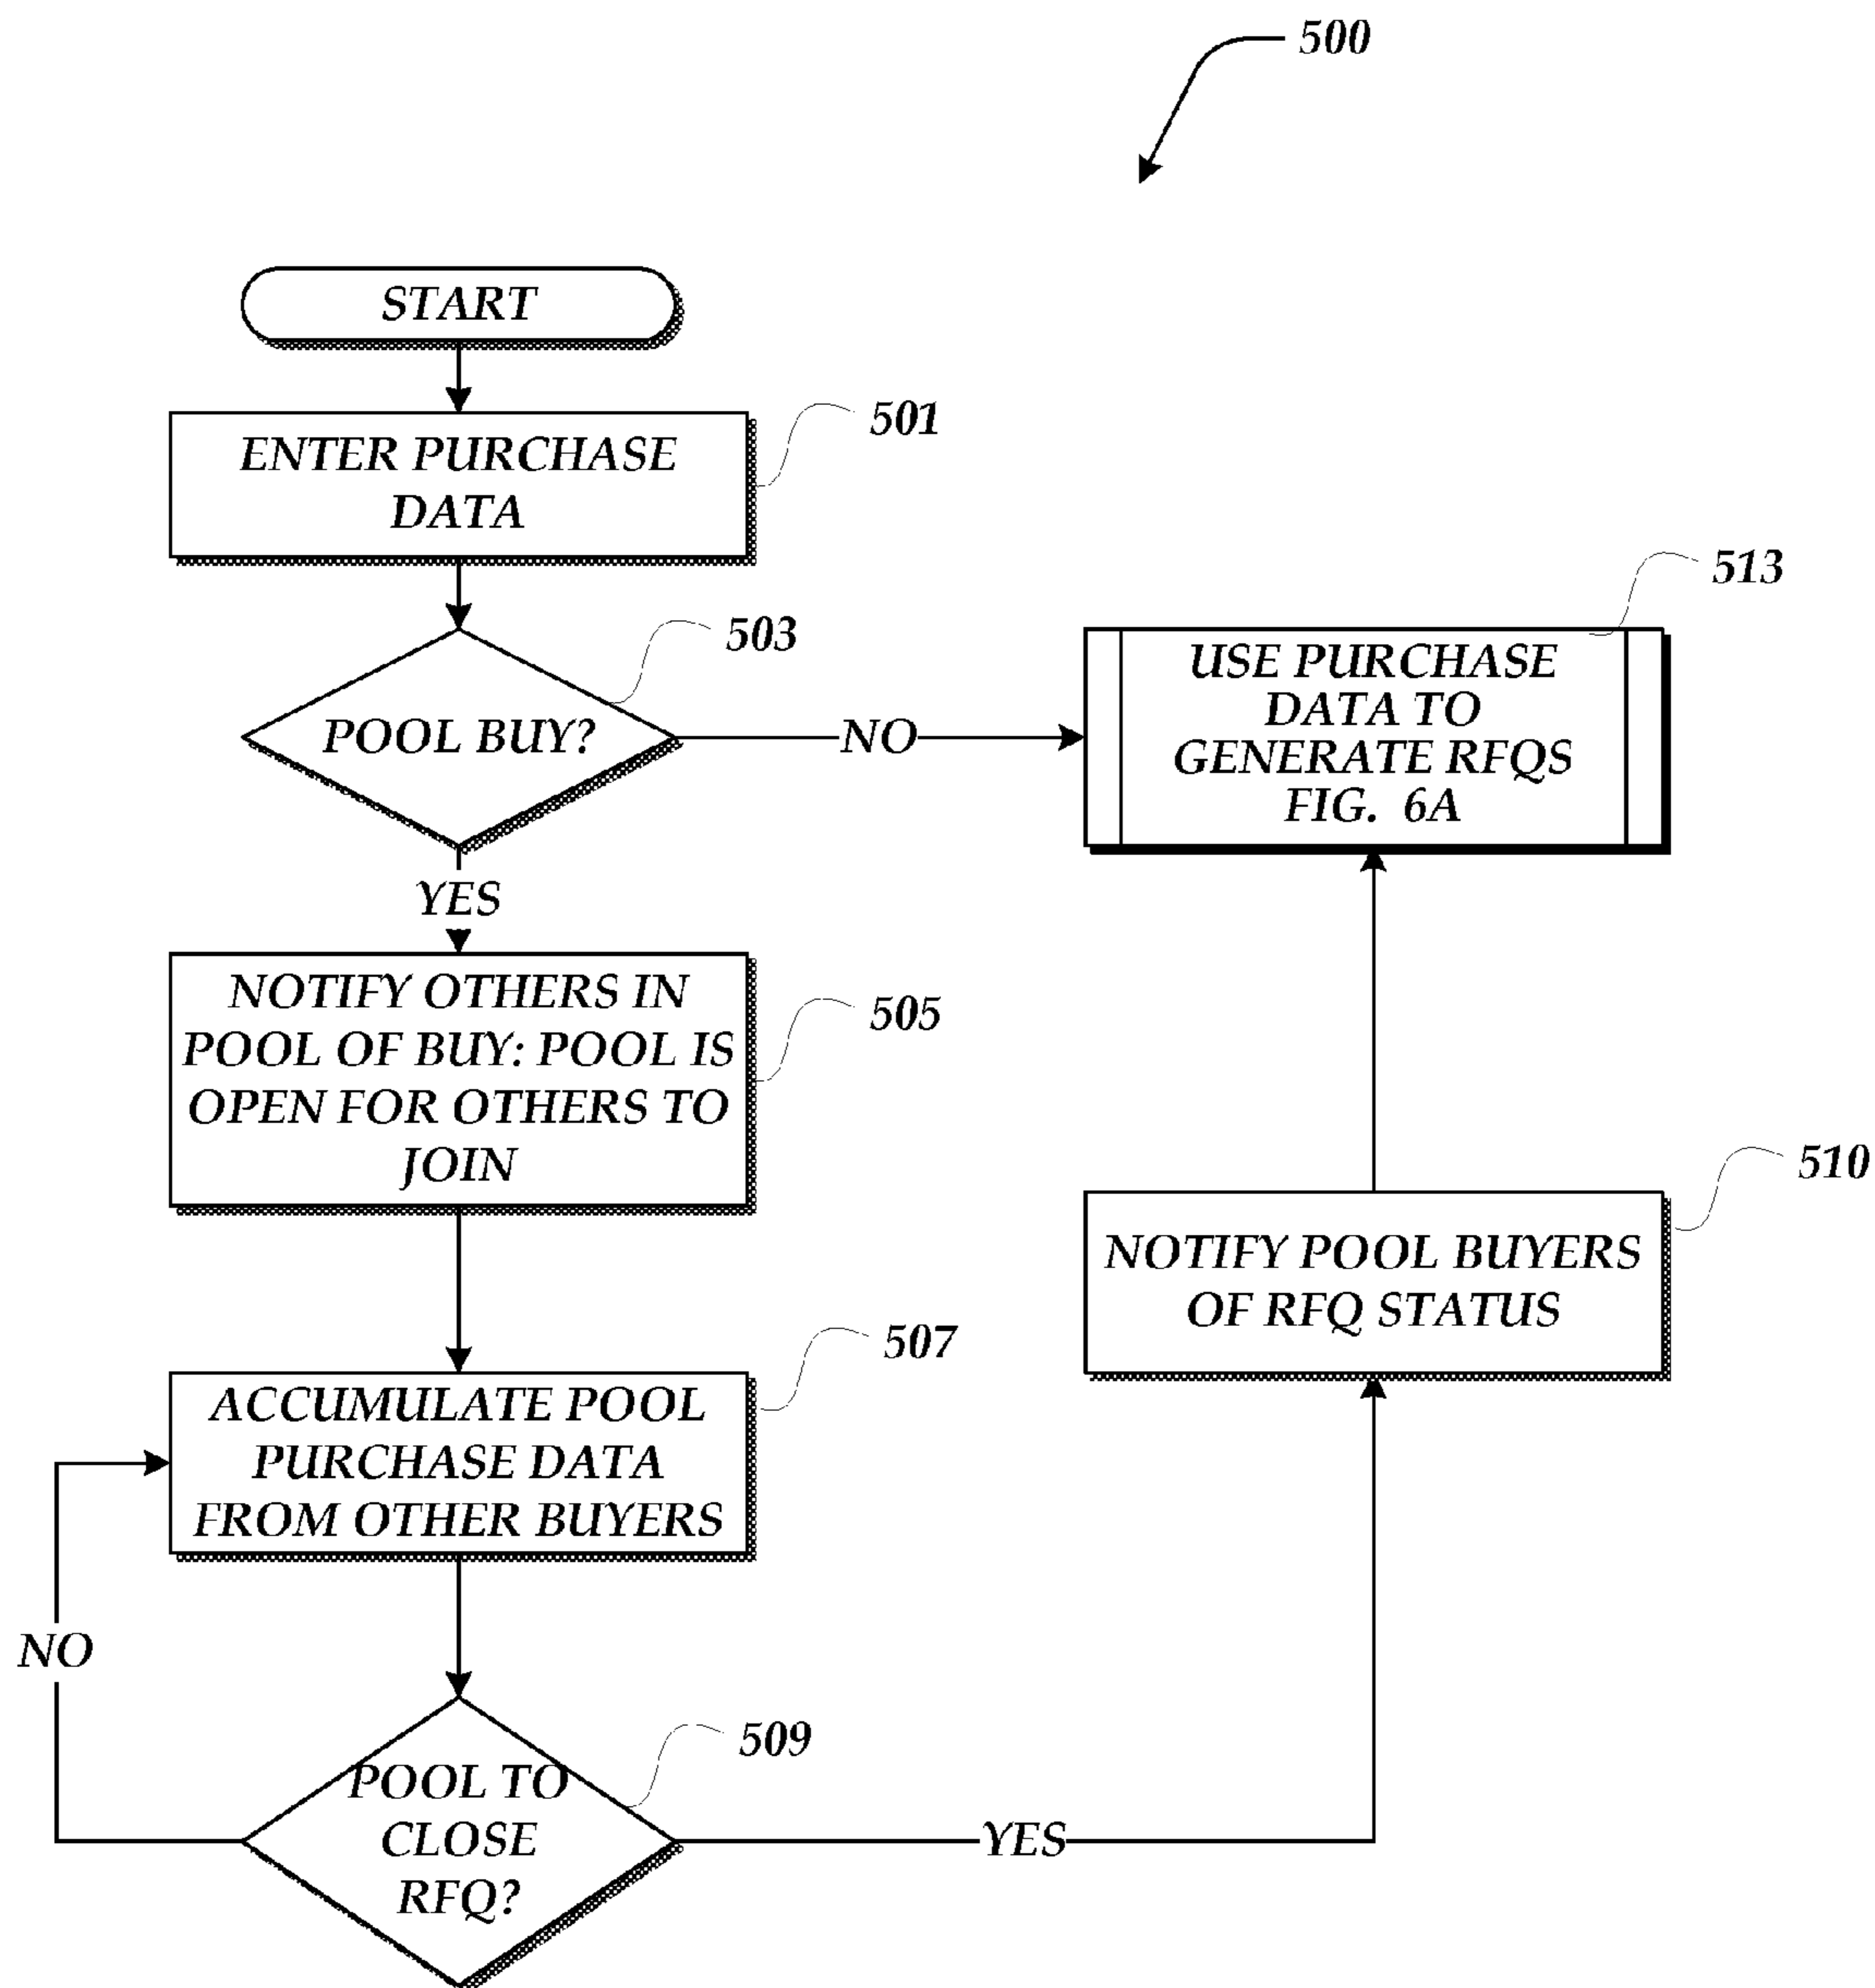 500
START
501
ENTER PURCHASE
DATA
503
POOL BUY?
NO
513
USE PURCHASE
DATA TO
GENERATE RFQS
FIG. 6A
YES
505
NOTIFY OTHERS IN
POOL OF BUY: POOL IS
OPEN FOR OTHERS TO
JOIN
510
NOTIFY POOL BUYERS
OF RFQ STATUS
507
ACCUMULATE POOL
PURCHASE DATA
FROM OTHER BUYERS
NO
509
POOL TO
CLOSE
RFQ?
YES